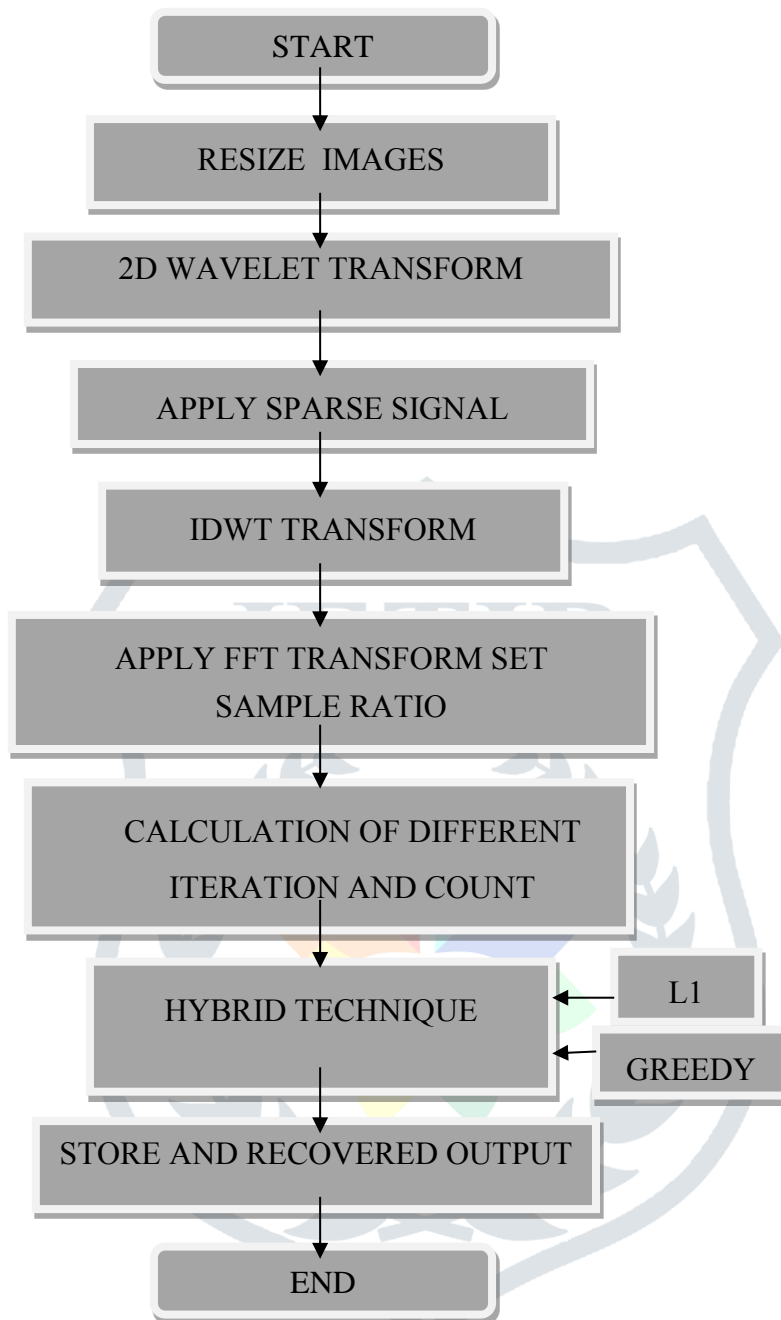 START
RESIZE IMAGES
2D WAVELET TRANSFORM
APPLY SPARSE SIGNAL
IDWT TRANSFORM
APPLY FFT TRANSFORM SET
SAMPLE RATIO
CALCULATION OF DIFFERENT
ITERATION AND COUNT
HYBRID TECHNIQUE
L1
GREEDY
STORE AND RECOVERED OUTPUT
END